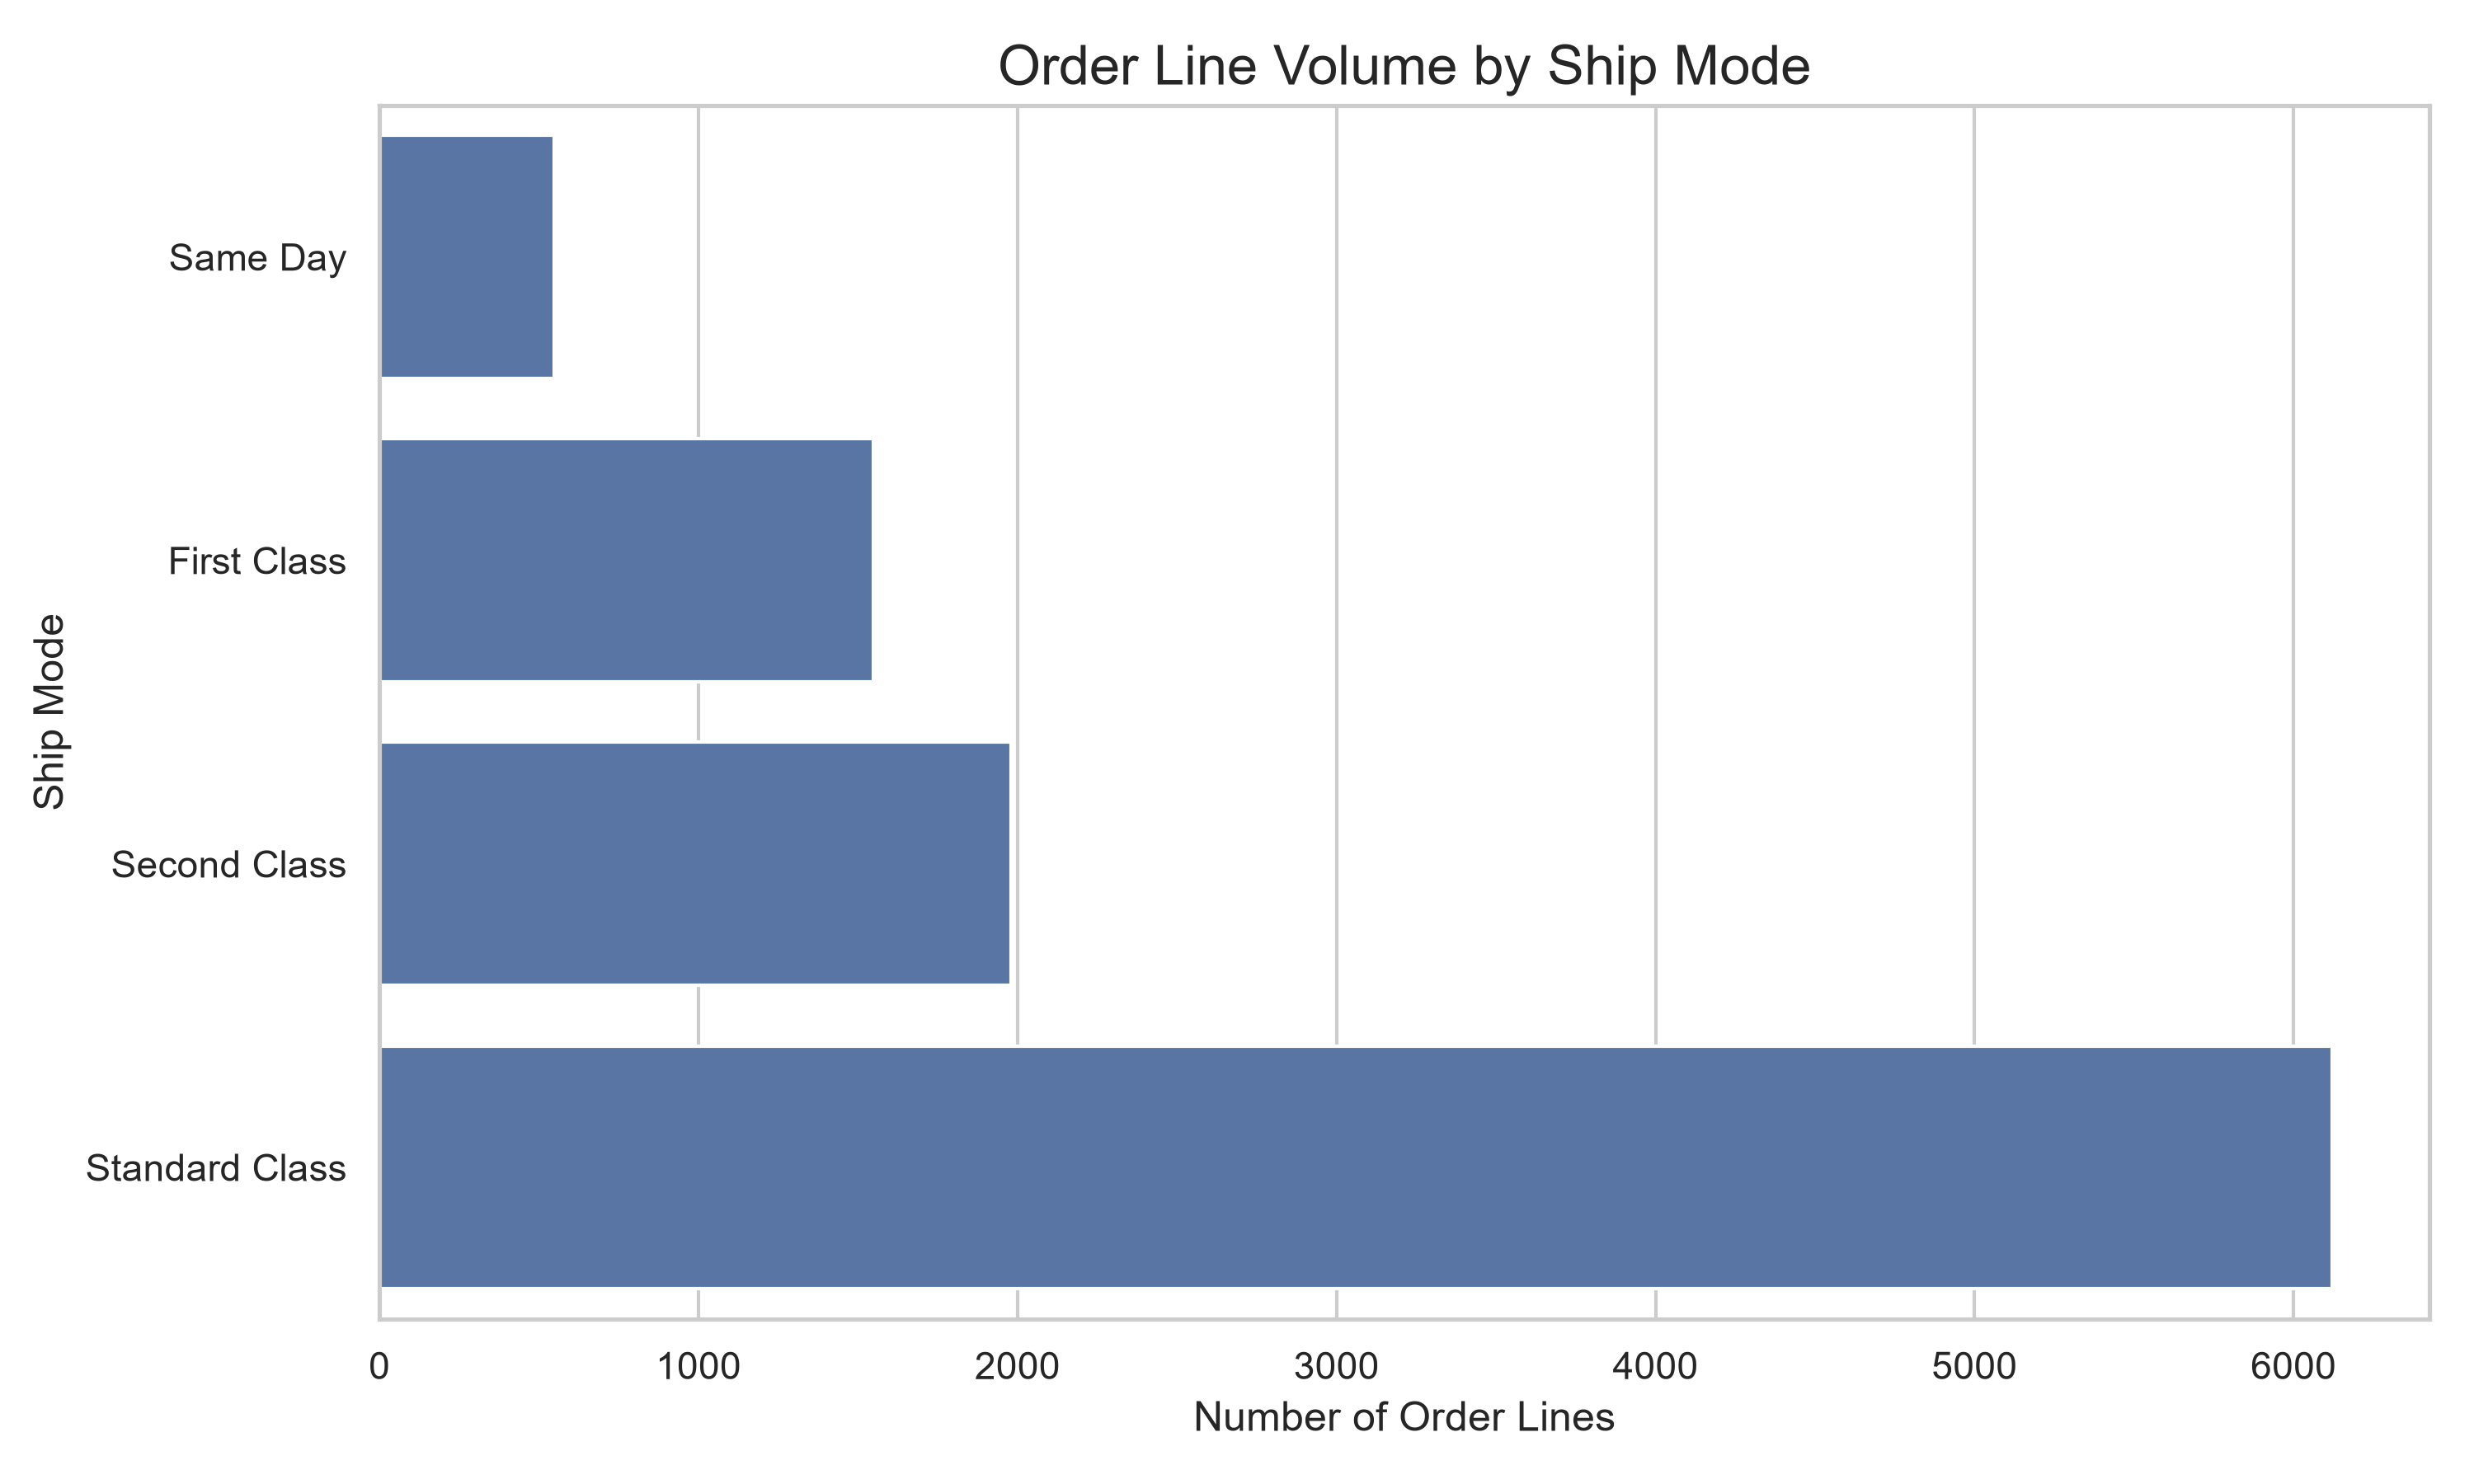 Order Line Volume by Ship Mode
Same Day
First Class
Second Class
Standard Class
Ship Mode
0 1000 2000 3000 4000 5000 6000
Number of Order Lines